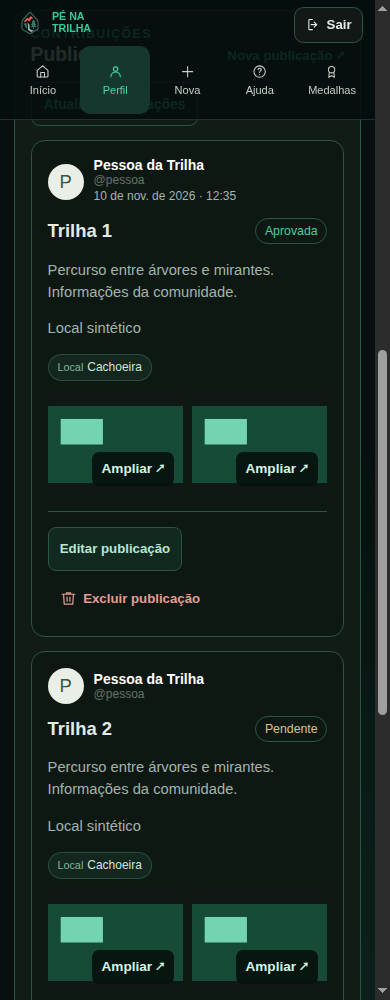 PÉ NA
TRILHA
Sair
CONTRIBUIÇÕES
Nova publicação ↗
Início
Perfil
Nova
Ajuda
Medalhas
P
Pessoa da Trilha
@pessoa
10 de nov. de 2026 · 12:35
Trilha 1
Aprovada
Percurso entre árvores e mirantes.
Informações da comunidade.
Local sintético
Local Cachoeira
Ampliar ↗
Ampliar ↗
Editar publicação
Excluir publicação
P
Pessoa da Trilha
@pessoa
Trilha 2
Pendente
Percurso entre árvores e mirantes.
Informações da comunidade.
Local sintético
Local Cachoeira
Ampliar ↗
Ampliar ↗